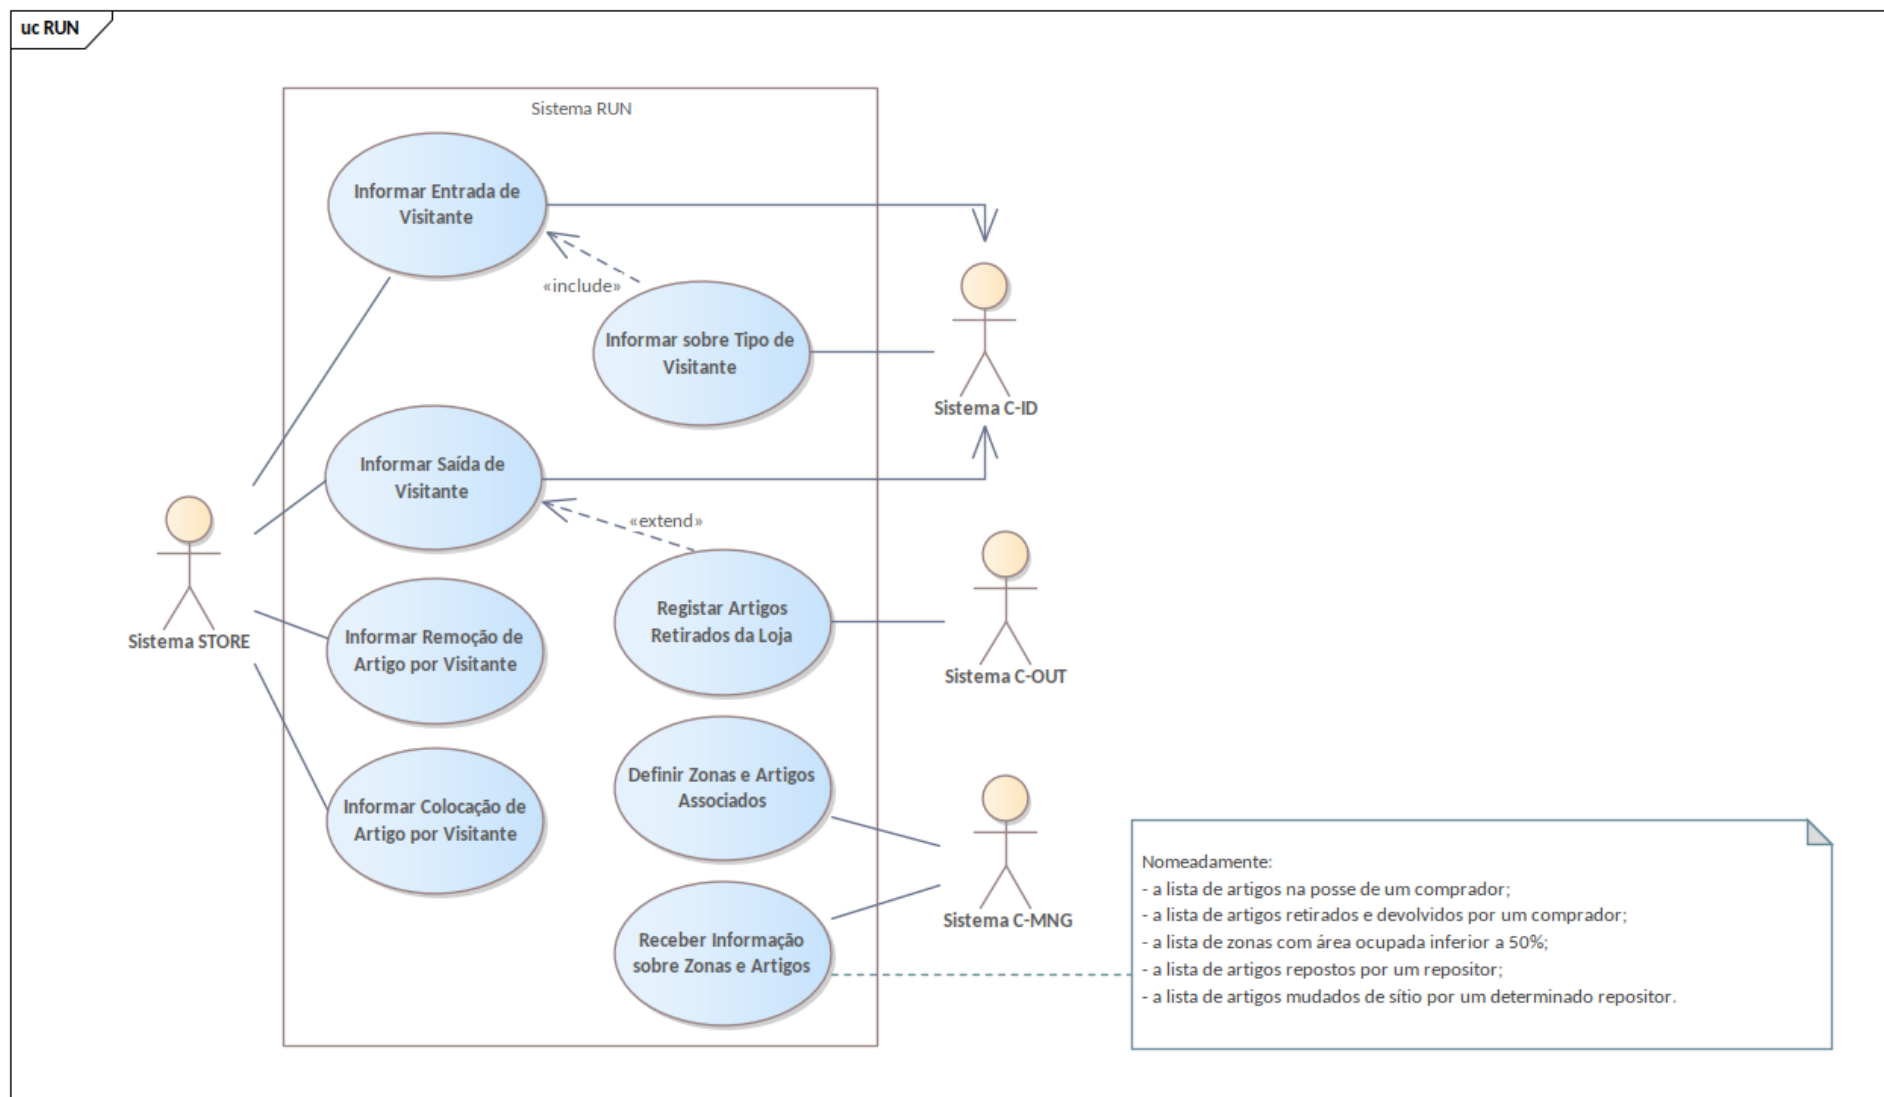 uc RUN
Sistema RUN
Informar Entrada de
Visitante
«include»
Informar sobre Tipo de
Visitante
Sistema C-ID
Informar Saída de
Visitante
«extend»
Sistema STORE
Registar Artigos
Retirados da Loja
Sistema C-OUT
Informar Remoção de
Artigo por Visitante
Definir Zonas e Artigos
Associados
Informar Colocação de
Artigo por Visitante
Sistema C-MNG
Receber Informação
sobre Zonas e Artigos
Nomeadamente:
- a lista de artigos na posse de um comprador;
- a lista de artigos retirados e devolvidos por um comprador;
- a lista de zonas com área ocupada inferior a 50%;
- a lista de artigos repostos por um repositor;
- a lista de artigos mudados de sítio por um determinado repositor.